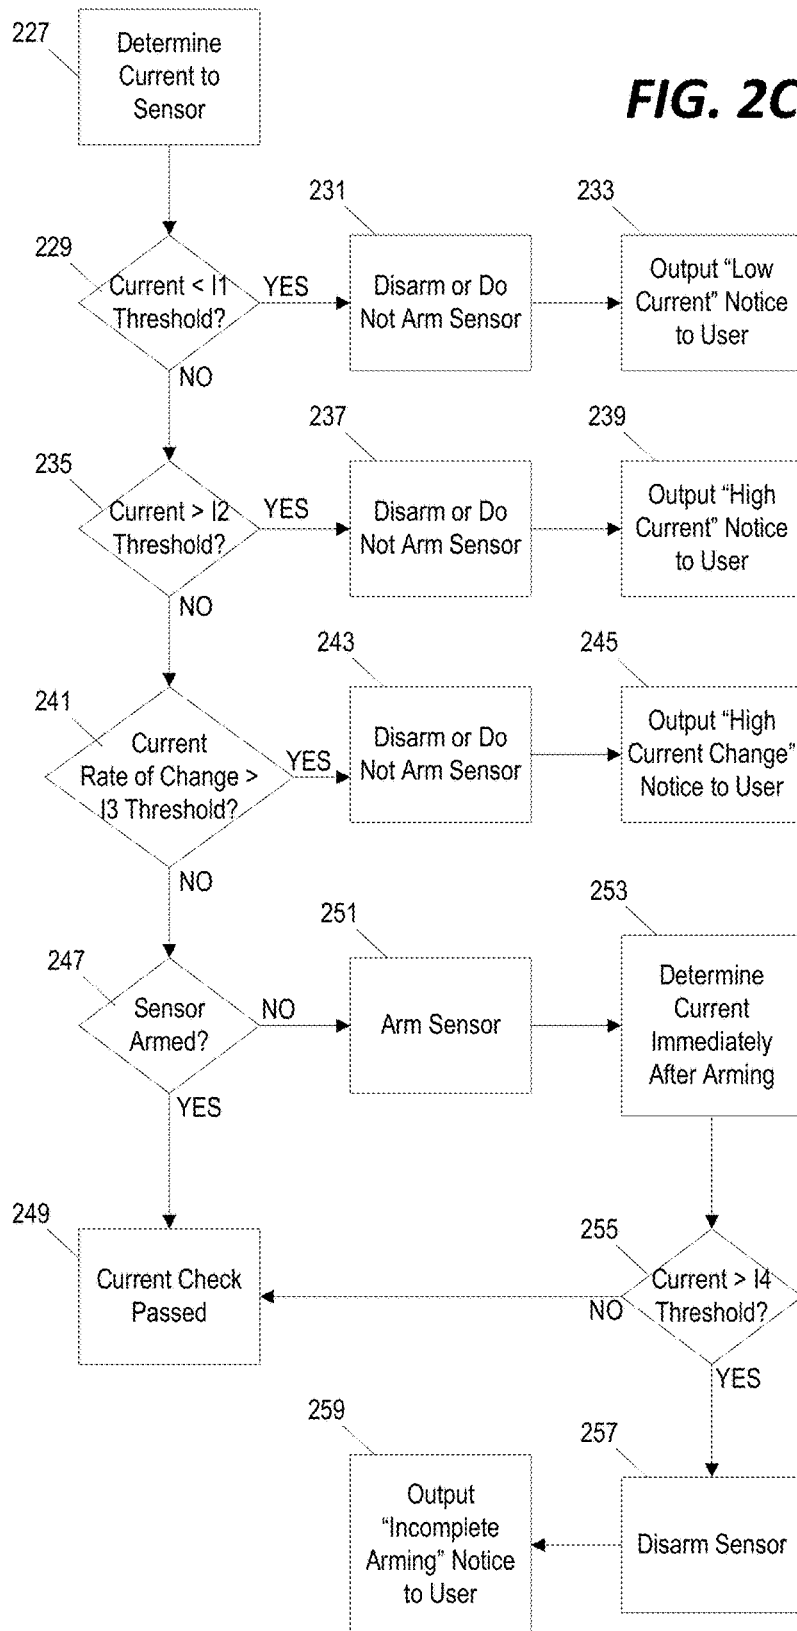 227
Determine
Current to
Sensor
FIG. 2C
229
Current < I1
Threshold?
YES
NO
231
Disarm or Do
Not Arm Sensor
233
Output “Low
Current” Notice
to User
235
Current > I2
Threshold?
YES
NO
237
Disarm or Do
Not Arm Sensor
239
Output “High
Current” Notice
to User
241
Current
Rate of Change >
I3 Threshold?
YES
NO
243
Disarm or Do
Not Arm Sensor
245
Output “High
Current Change”
Notice to User
247
Sensor
Armed?
NO
YES
251
Arm Sensor
253
Determine
Current
Immediately
After Arming
249
Current Check
Passed
255
Current > I4
Threshold?
NO
YES
259
Output
“Incomplete
Arming” Notice
to User
257
Disarm Sensor